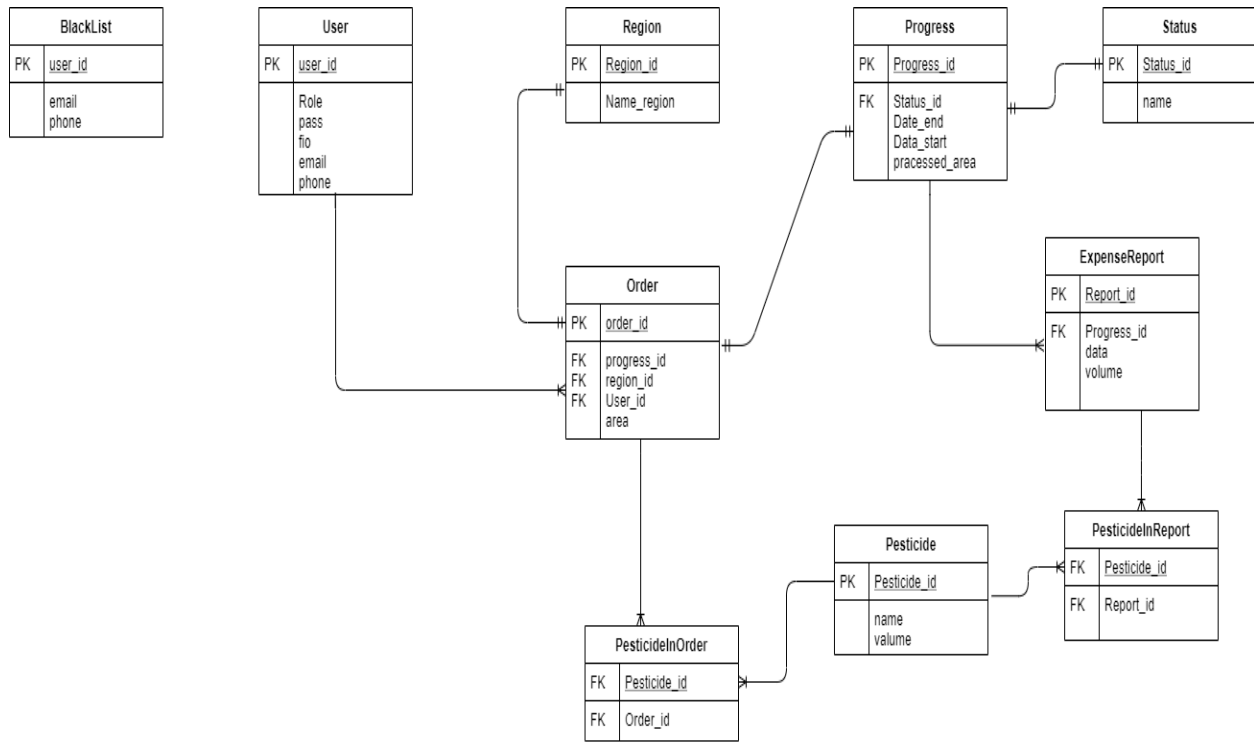 BlackList
PK user_id
email
phone
User
PK user_id
Role
pass
fio
email
phone
Region
PK Region_id
Name_region
Progress
PK Progress_id
FK Status_id
Date_end
Data_start
pracessed_area
Status
PK Status_id
name
Order
PK order_id
FK progress_id
FK region_id
FK User_id
area
ExpenseReport
PK Report_id
FK Progress_id
data
volume
Pesticide
PK Pesticide_id
name
valume
PesticideInReport
FK Pesticide_id
FK Report_id
PesticideInOrder
FK Pesticide_id
FK Order_id